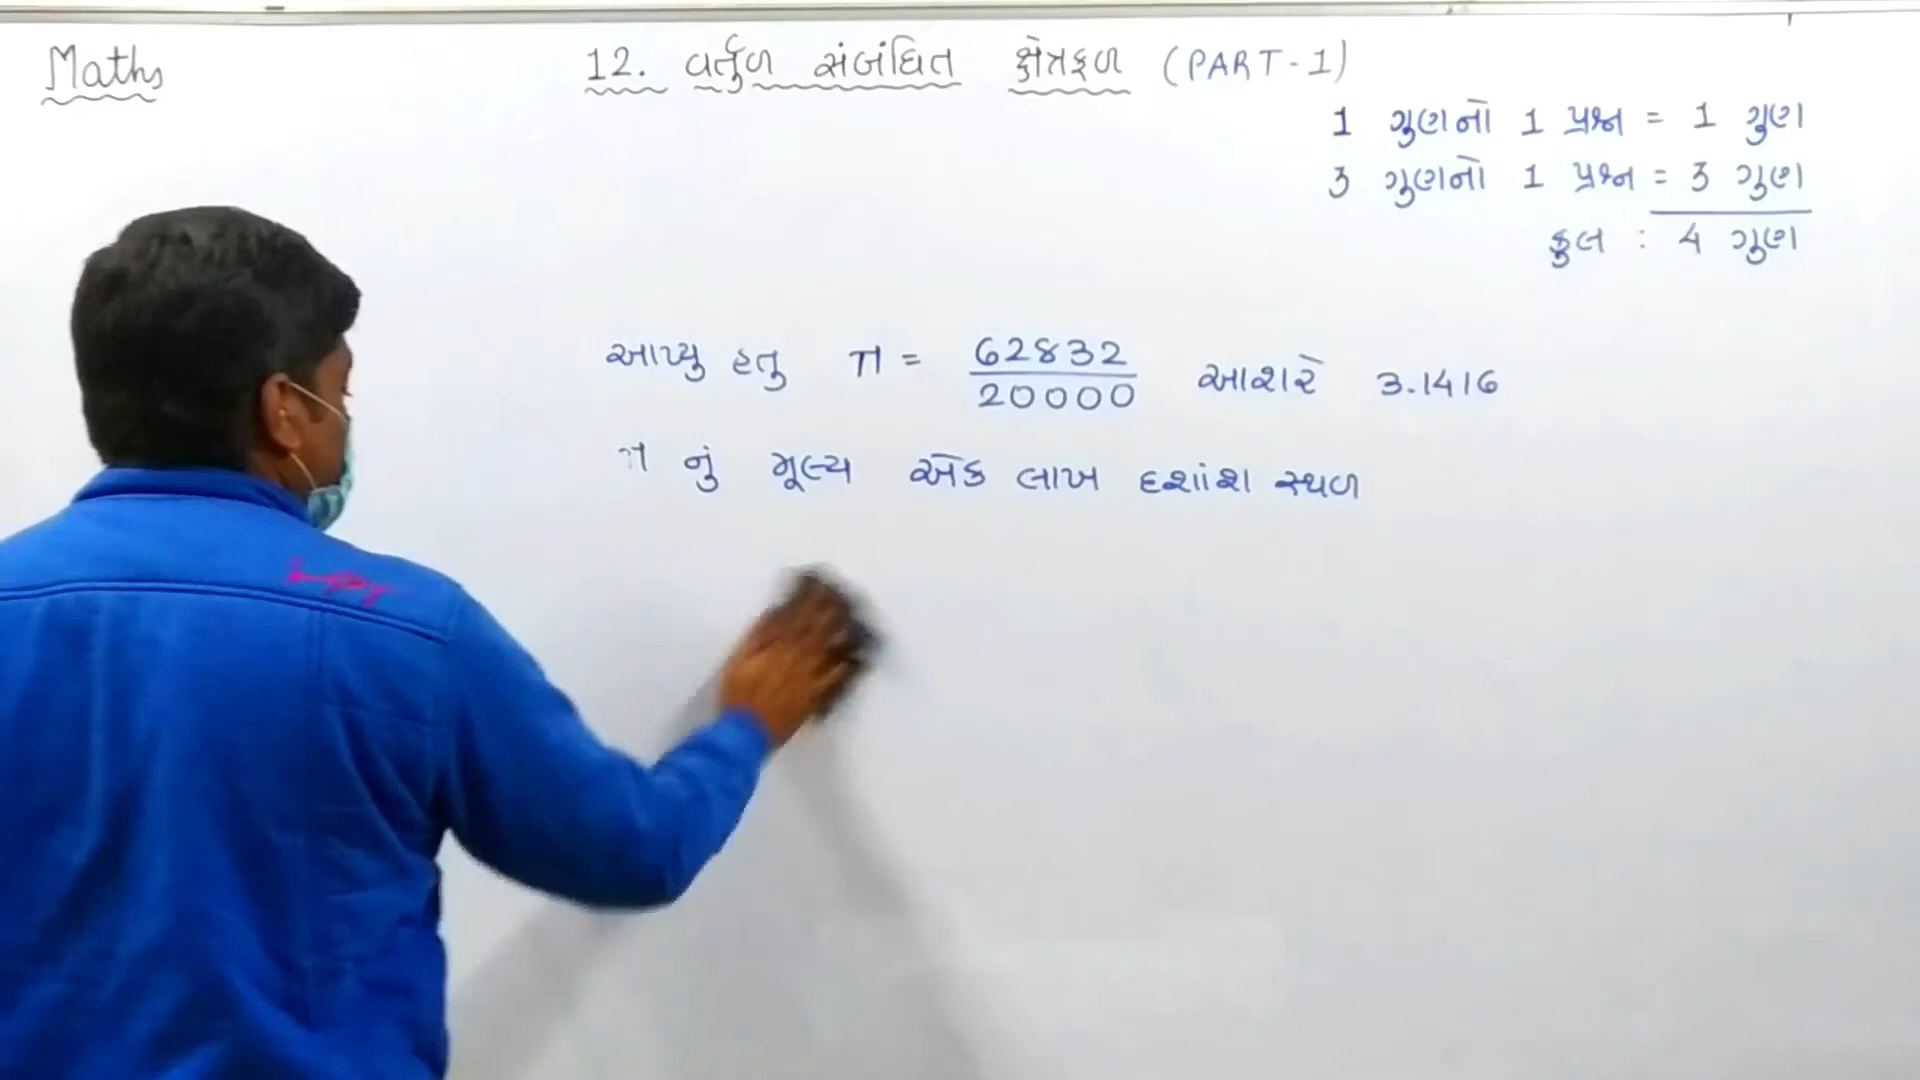 Maths
12. વર્તુળ સંબંધિત ક્ષેત્રફળ (PART-1)
1 ગુણનો 1 પ્રશ્ન = 1 ગુણ
3 ગુણનો 1 પ્રશ્ન = 3 ગુણ
કુલ : 4 ગુણ
આપ્યુ હતુ π = 62832/20000 આશરે 3.1416
π નું મૂલ્ય એક લાખ દશાંશ સ્થળ